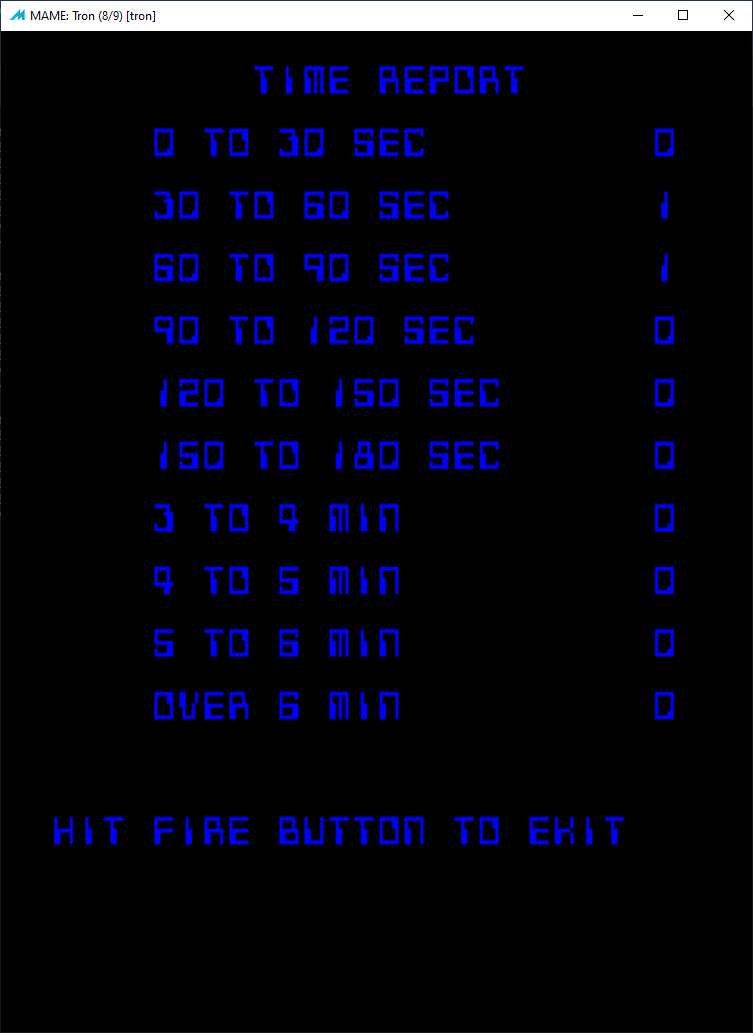 MAME: Tron (8/9) [tron]
TIME REPORT
0 TO 30 SEC 0
30 TO 60 SEC 1
60 TO 90 SEC 1
90 TO 120 SEC 0
120 TO 150 SEC 0
150 TO 180 SEC 0
3 TO 4 MIN 0
4 TO 5 MIN 0
5 TO 6 MIN 0
OVER 6 MIN 0
HIT FIRE BUTTON TO EXIT